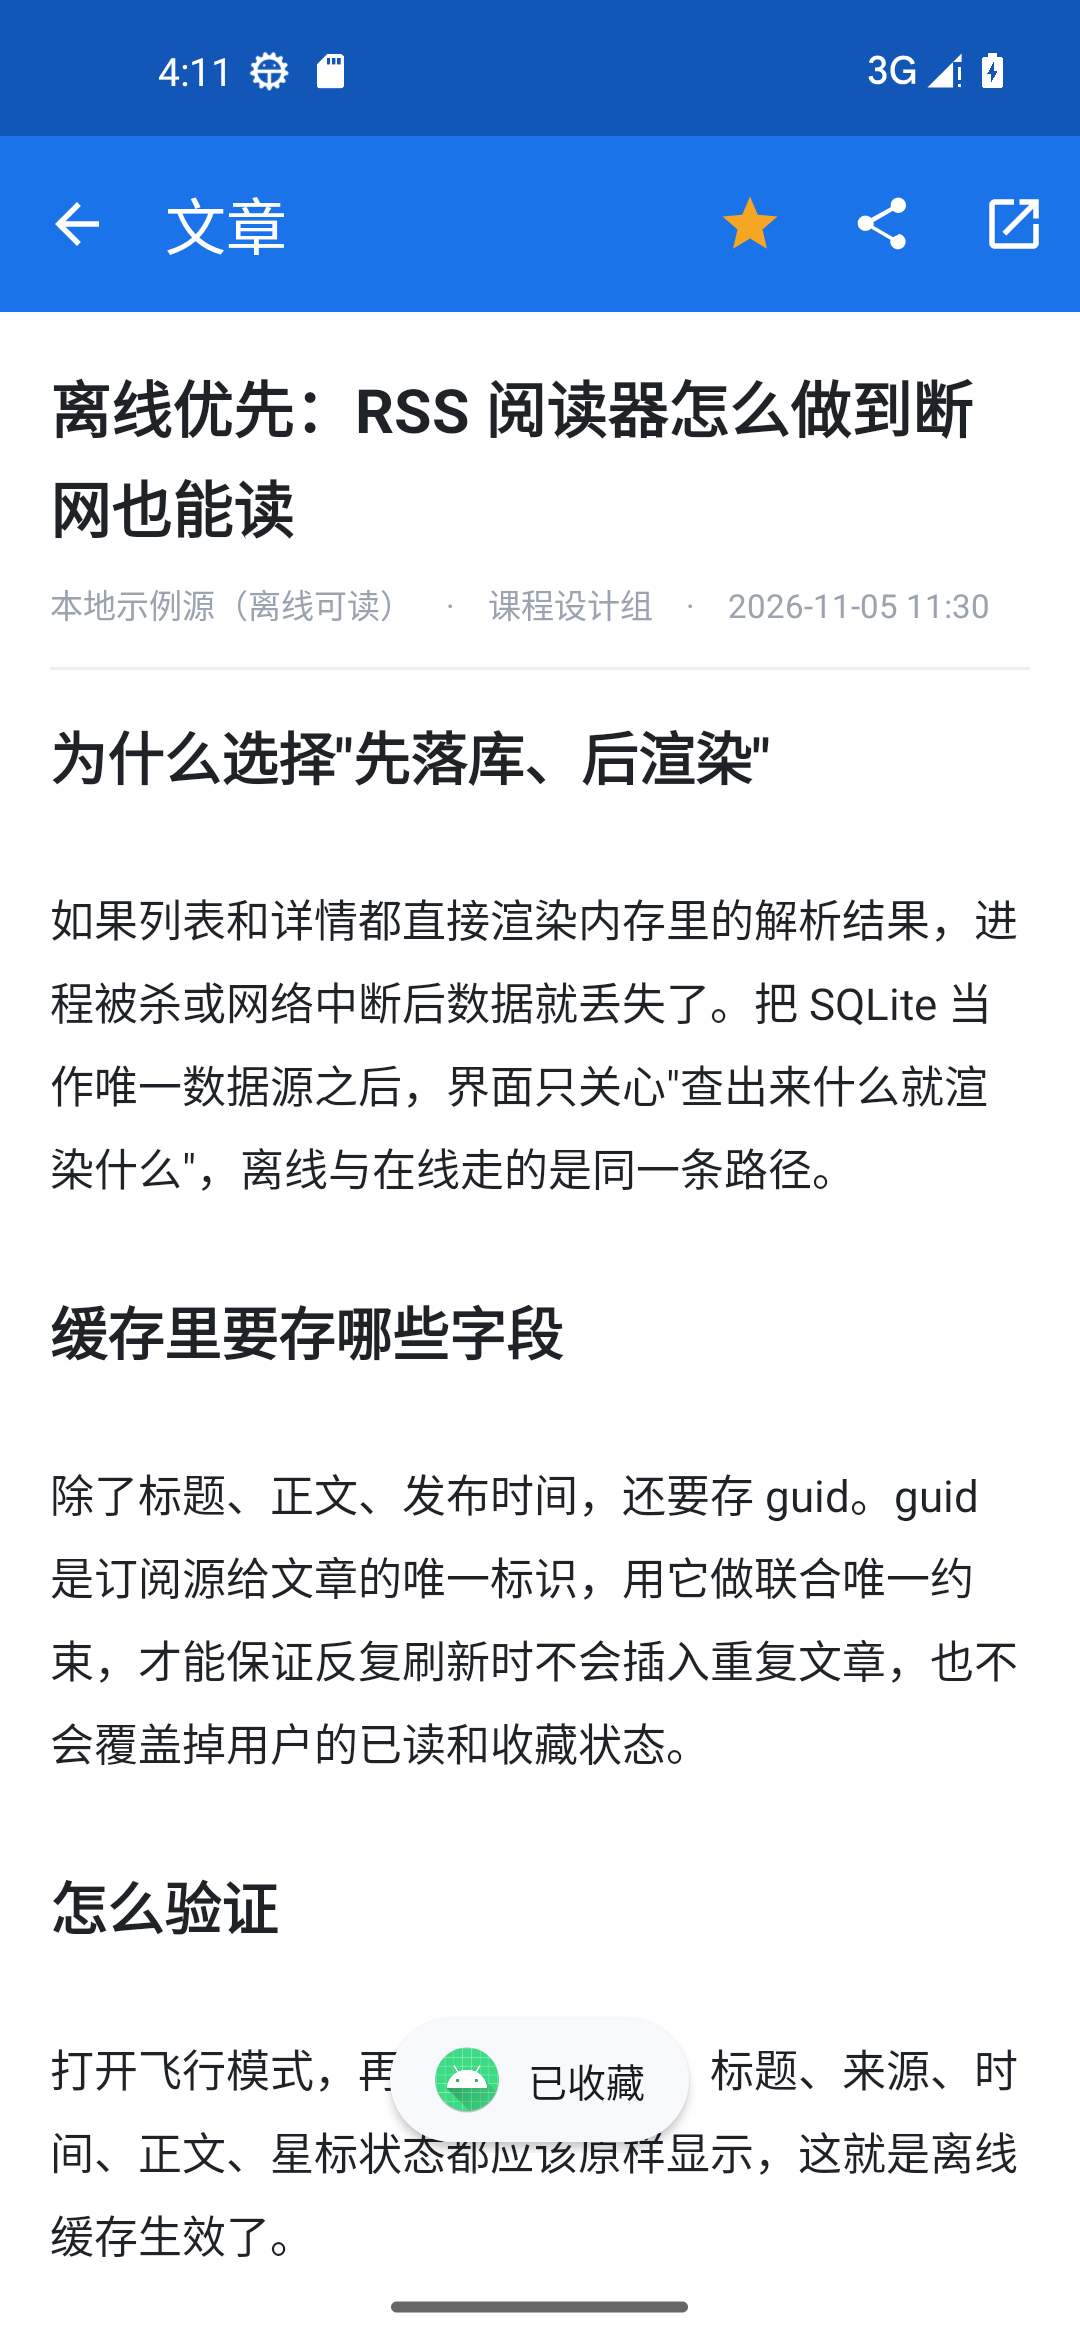 4:11
3G
文章
离线优先：RSS 阅读器怎么做到断
网也能读
本地示例源（离线可读） · 课程设计组 · 2026-11-05 11:30
为什么选择"先落库、后渲染"
如果列表和详情都直接渲染内存里的解析结果，进
程被杀或网络中断后数据就丢失了。把 SQLite 当
作唯一数据源之后，界面只关心"查出来什么就渲
染什么"，离线与在线走的是同一条路径。
缓存里要存哪些字段
除了标题、正文、发布时间，还要存 guid。guid
是订阅源给文章的唯一标识，用它做联合唯一约
束，才能保证反复刷新时不会插入重复文章，也不
会覆盖掉用户的已读和收藏状态。
怎么验证
打开飞行模式，再 标题、来源、时
已收藏
间、正文、星标状态都应该原样显示，这就是离线
缓存生效了。